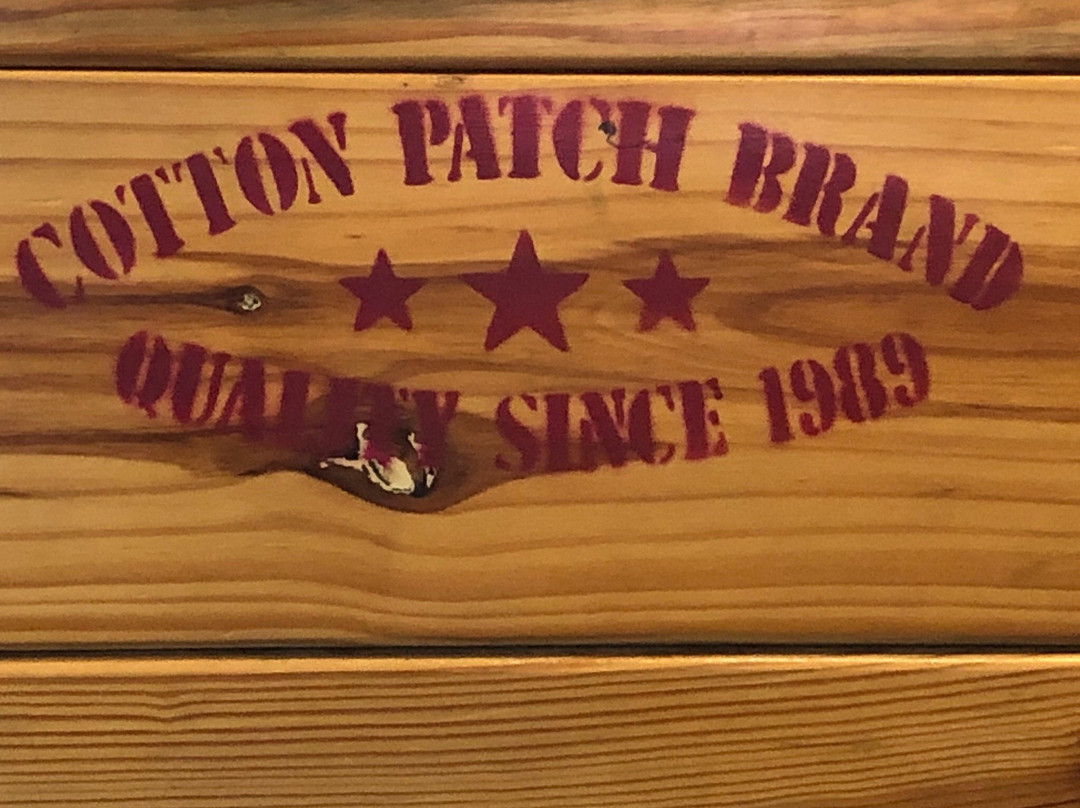 COTTON PATCH BRAND
QUALITY SINCE 1989